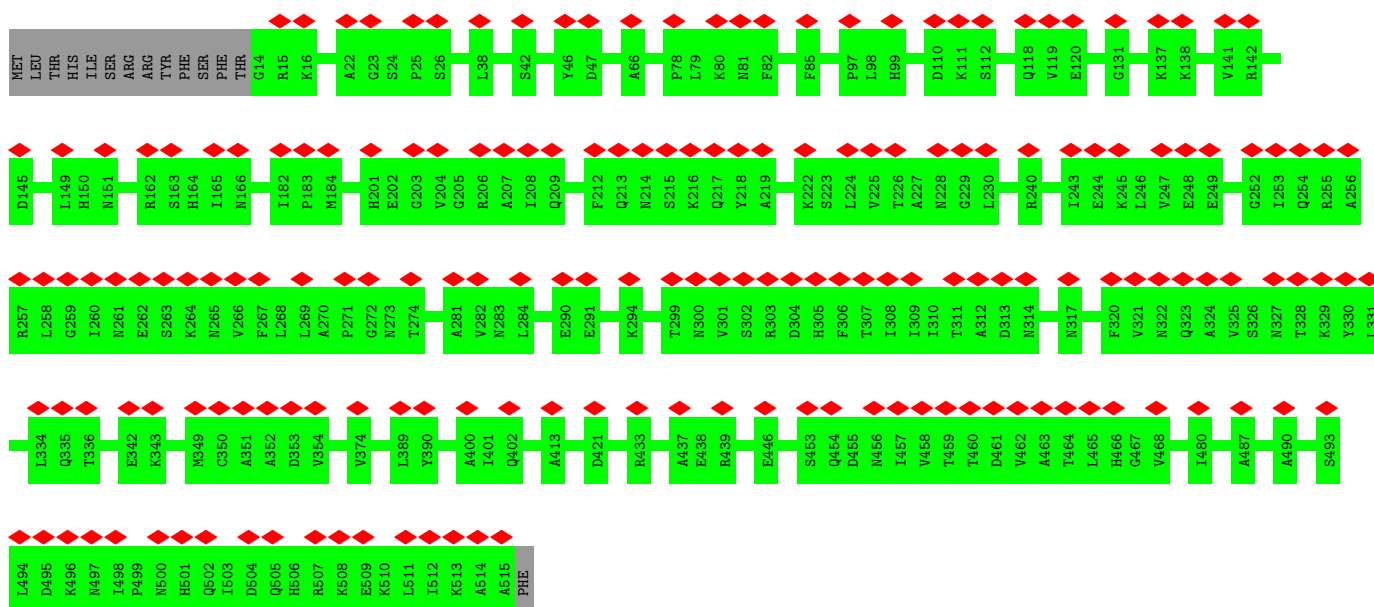 MET LEU THR HIS ILE SER ARG ARG TYR PHE SER PHE THR G14 R15 K16 A22 G23 S24 P25 S26 L38 S42 Y46 D47 A66 P78 L79 K80 N81 F82 F85 P97 L98 H99 D110 K111 S112 Q118 V119 E120 G131 K137 K138 V141 R142
D145 L149 H150 N151 R162 S163 H164 I165 N166 I182 P183 M184 H201 E202 G203 V204 G205 R206 A207 I208 Q209 F212 Q213 N214 S215 K216 Q217 Y218 A219 K222 S223 L224 V225 T226 A227 N228 G229 L230 R240 I243 E244 K245 L246 V247 E248 E249 G252 I253 Q254 R255 A256
R257 L258 G259 I260 N261 E262 S263 K264 N265 V266 F267 L268 L269 A270 P271 G272 N273 T274 A281 V282 N283 L284 E290 E291 K294 T299 N300 V301 S302 R303 D304 H305 F306 T307 I308 I309 I310 T311 A312 D313 N314 N317 F320 V321 N322 Q323 A324 V325 S326 N327 T328 K329 Y330 L331
L334 Q335 T336 E342 K343 M349 C350 A351 A352 D353 V354 V374 L389 Y390 A400 I401 Q402 A413 D421 R433 A437 E438 R439 E446 S453 Q454 D455 N456 I457 V458 T459 T460 D461 V462 A463 T464 L465 H466 G467 V468 I480 A487 A490 S493
L494 D495 K496 N497 I498 P499 N500 H501 Q502 I503 D504 Q505 H506 R507 K508 E509 K510 L511 I512 K513 A514 A515 PHE